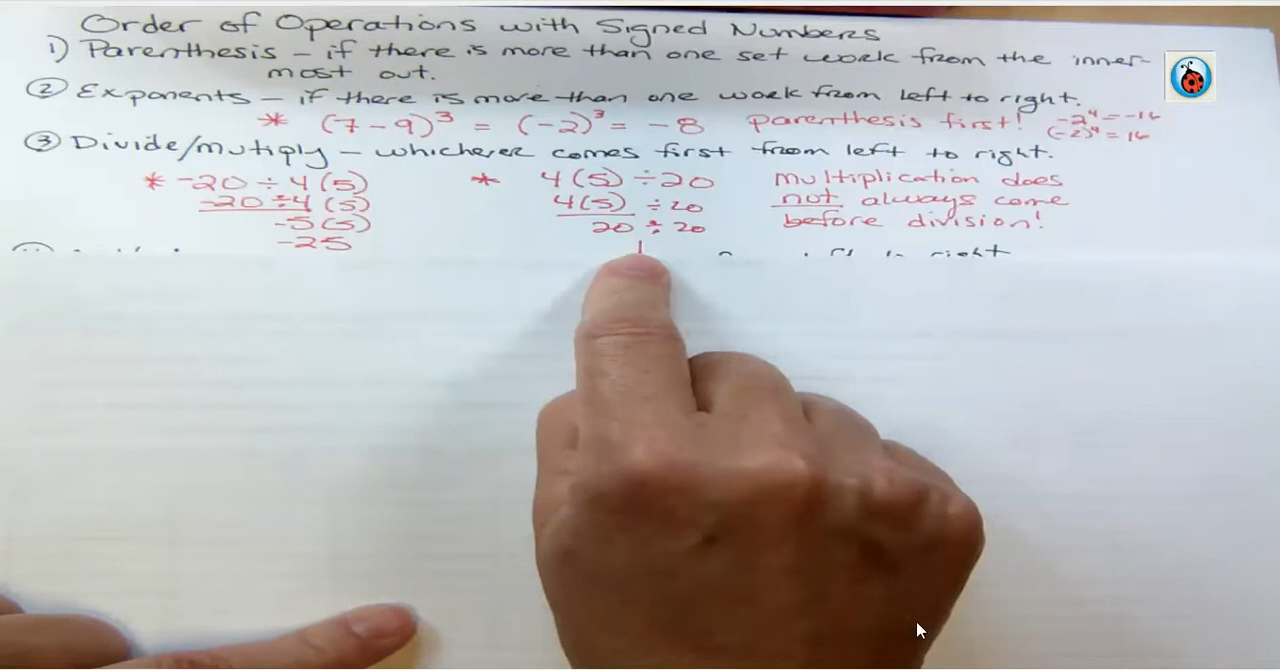 Order of Operations with Signed Numbers
1) Parenthesis - if there is more than one set work from the inner-
most out.
② Exponents - if there is more than one work from left to right.
* (7-9)³ = (-2)³ = -8 parenthesis first! -2⁴ = -16
(-2)⁴ = 16
③ Divide/mutiply - whichever comes first from left to right.
* -20 ÷ 4 (5) * 4(5) ÷ 20 multiplication does
-20 ÷ 4 (5) 4(5) ÷ 20 not always come
-5(5) 20 ÷ 20 before division!
-25 1
right